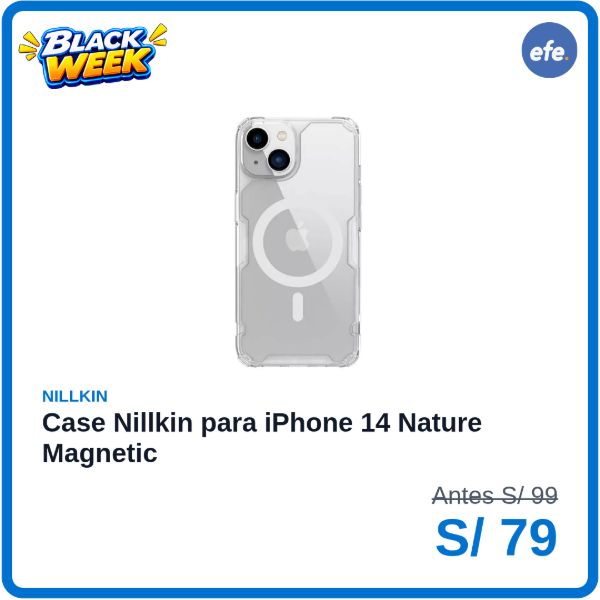 BLACK
WEEK
efe.
NILLKIN
Case Nillkin para iPhone 14 Nature
Magnetic
Antes S/ 99
S/ 79